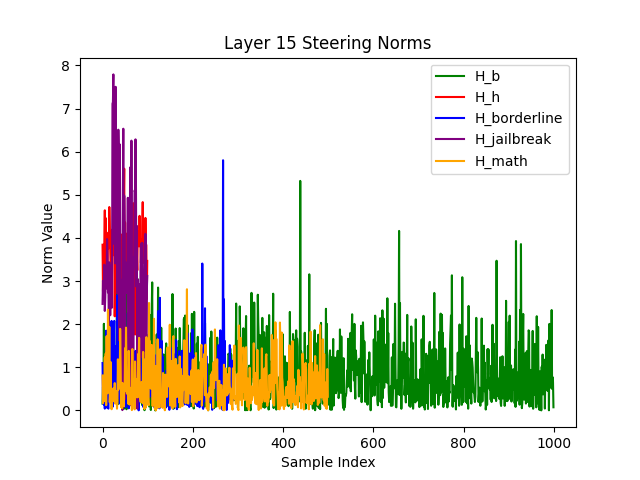 Layer 15 Steering Norms
8
7
6
5
4
3
2
1
0
Norm Value
H_b
H_h
H_borderline
H_jailbreak
H_math
0
200
400
600
800
1000
Sample Index